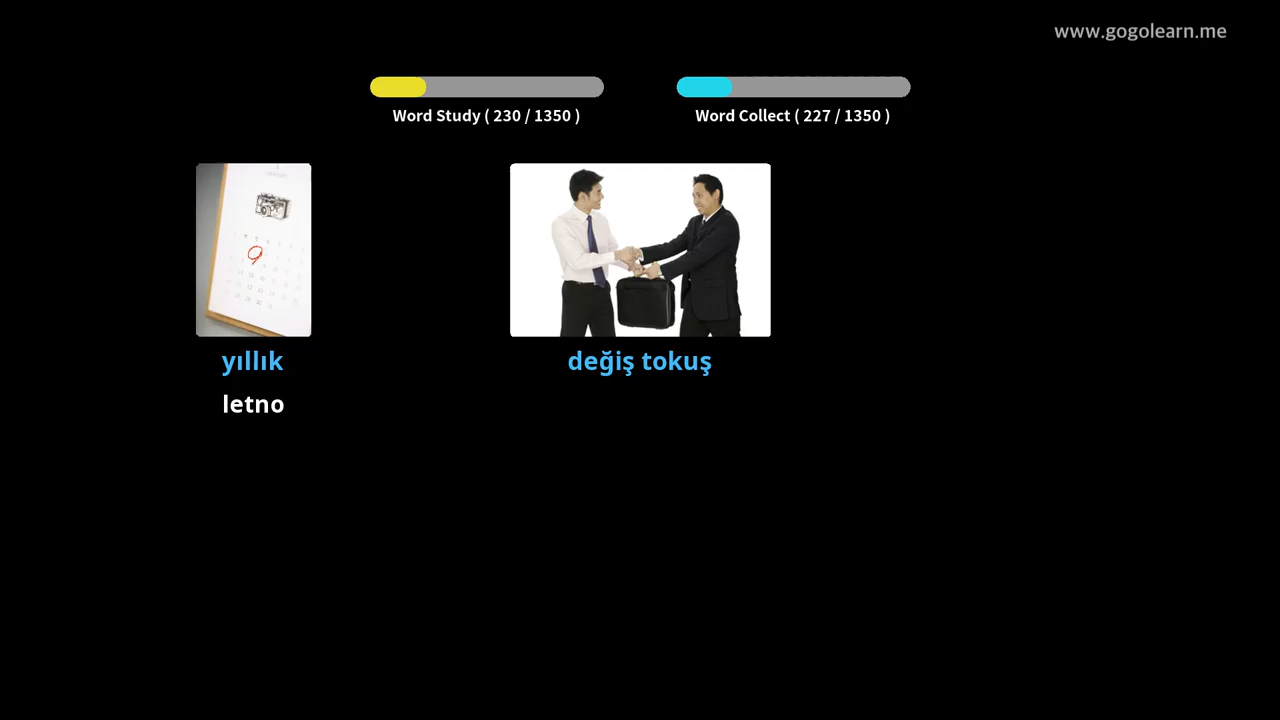 www.gogolearn.me
Word Study ( 230 / 1350 )
Word Collect ( 227 / 1350 )
yıllık
değiş tokuş
letno